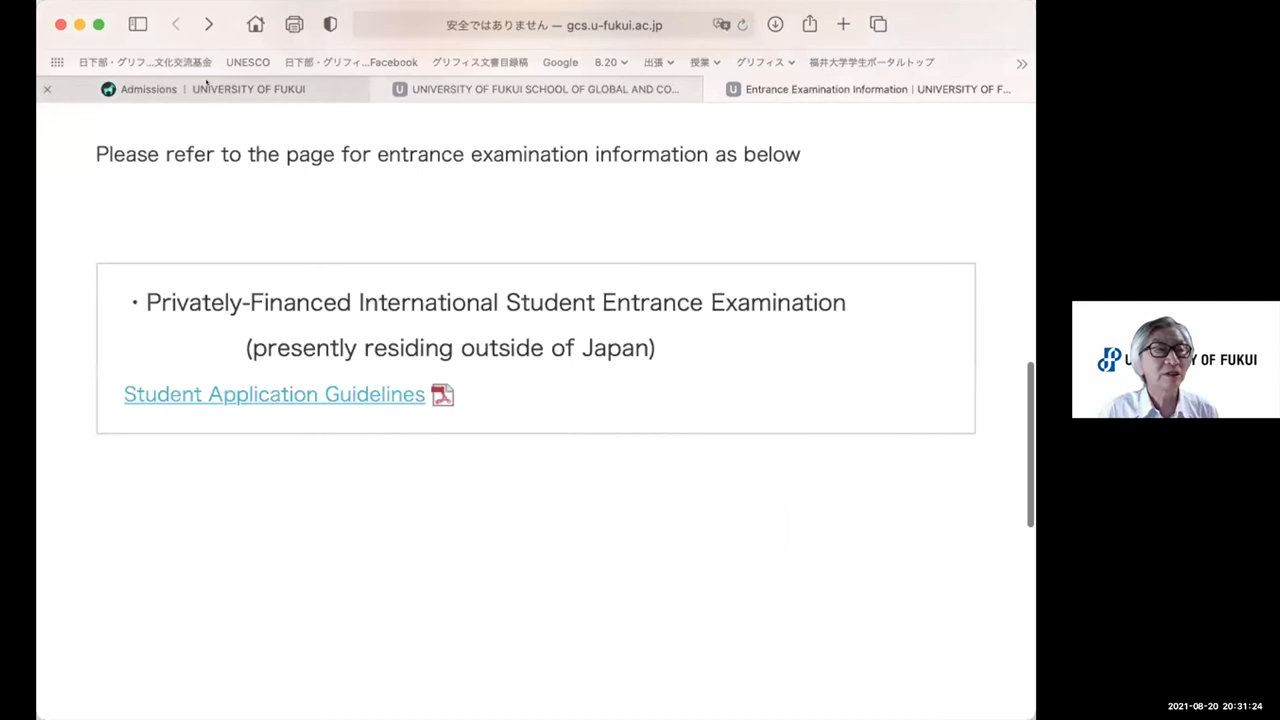 安全ではありません — gcs.u-fukui.ac.jp
日下部・グリフ...文化交流基金 UNESCO 日下部・グリフィ...Facebook グリフィス文書目録稿 Google 8.20 出張 授業 グリフィス 福井大学学生ポータルトップ
Admissions | UNIVERSITY OF FUKUI
UNIVERSITY OF FUKUI SCHOOL OF GLOBAL AND CO...
Entrance Examination Information | UNIVERSITY OF F...
Please refer to the page for entrance examination information as below
・Privately-Financed International Student Entrance Examination
(presently residing outside of Japan)
Student Application Guidelines
U OF FUKUI
2021-08-20 20:31:24